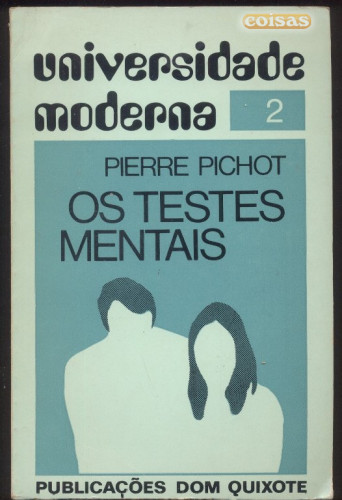 coisas
universidade
moderna 2
PIERRE PICHOT
OS TESTES
MENTAIS
PUBLICAÇÕES DOM QUIXOTE